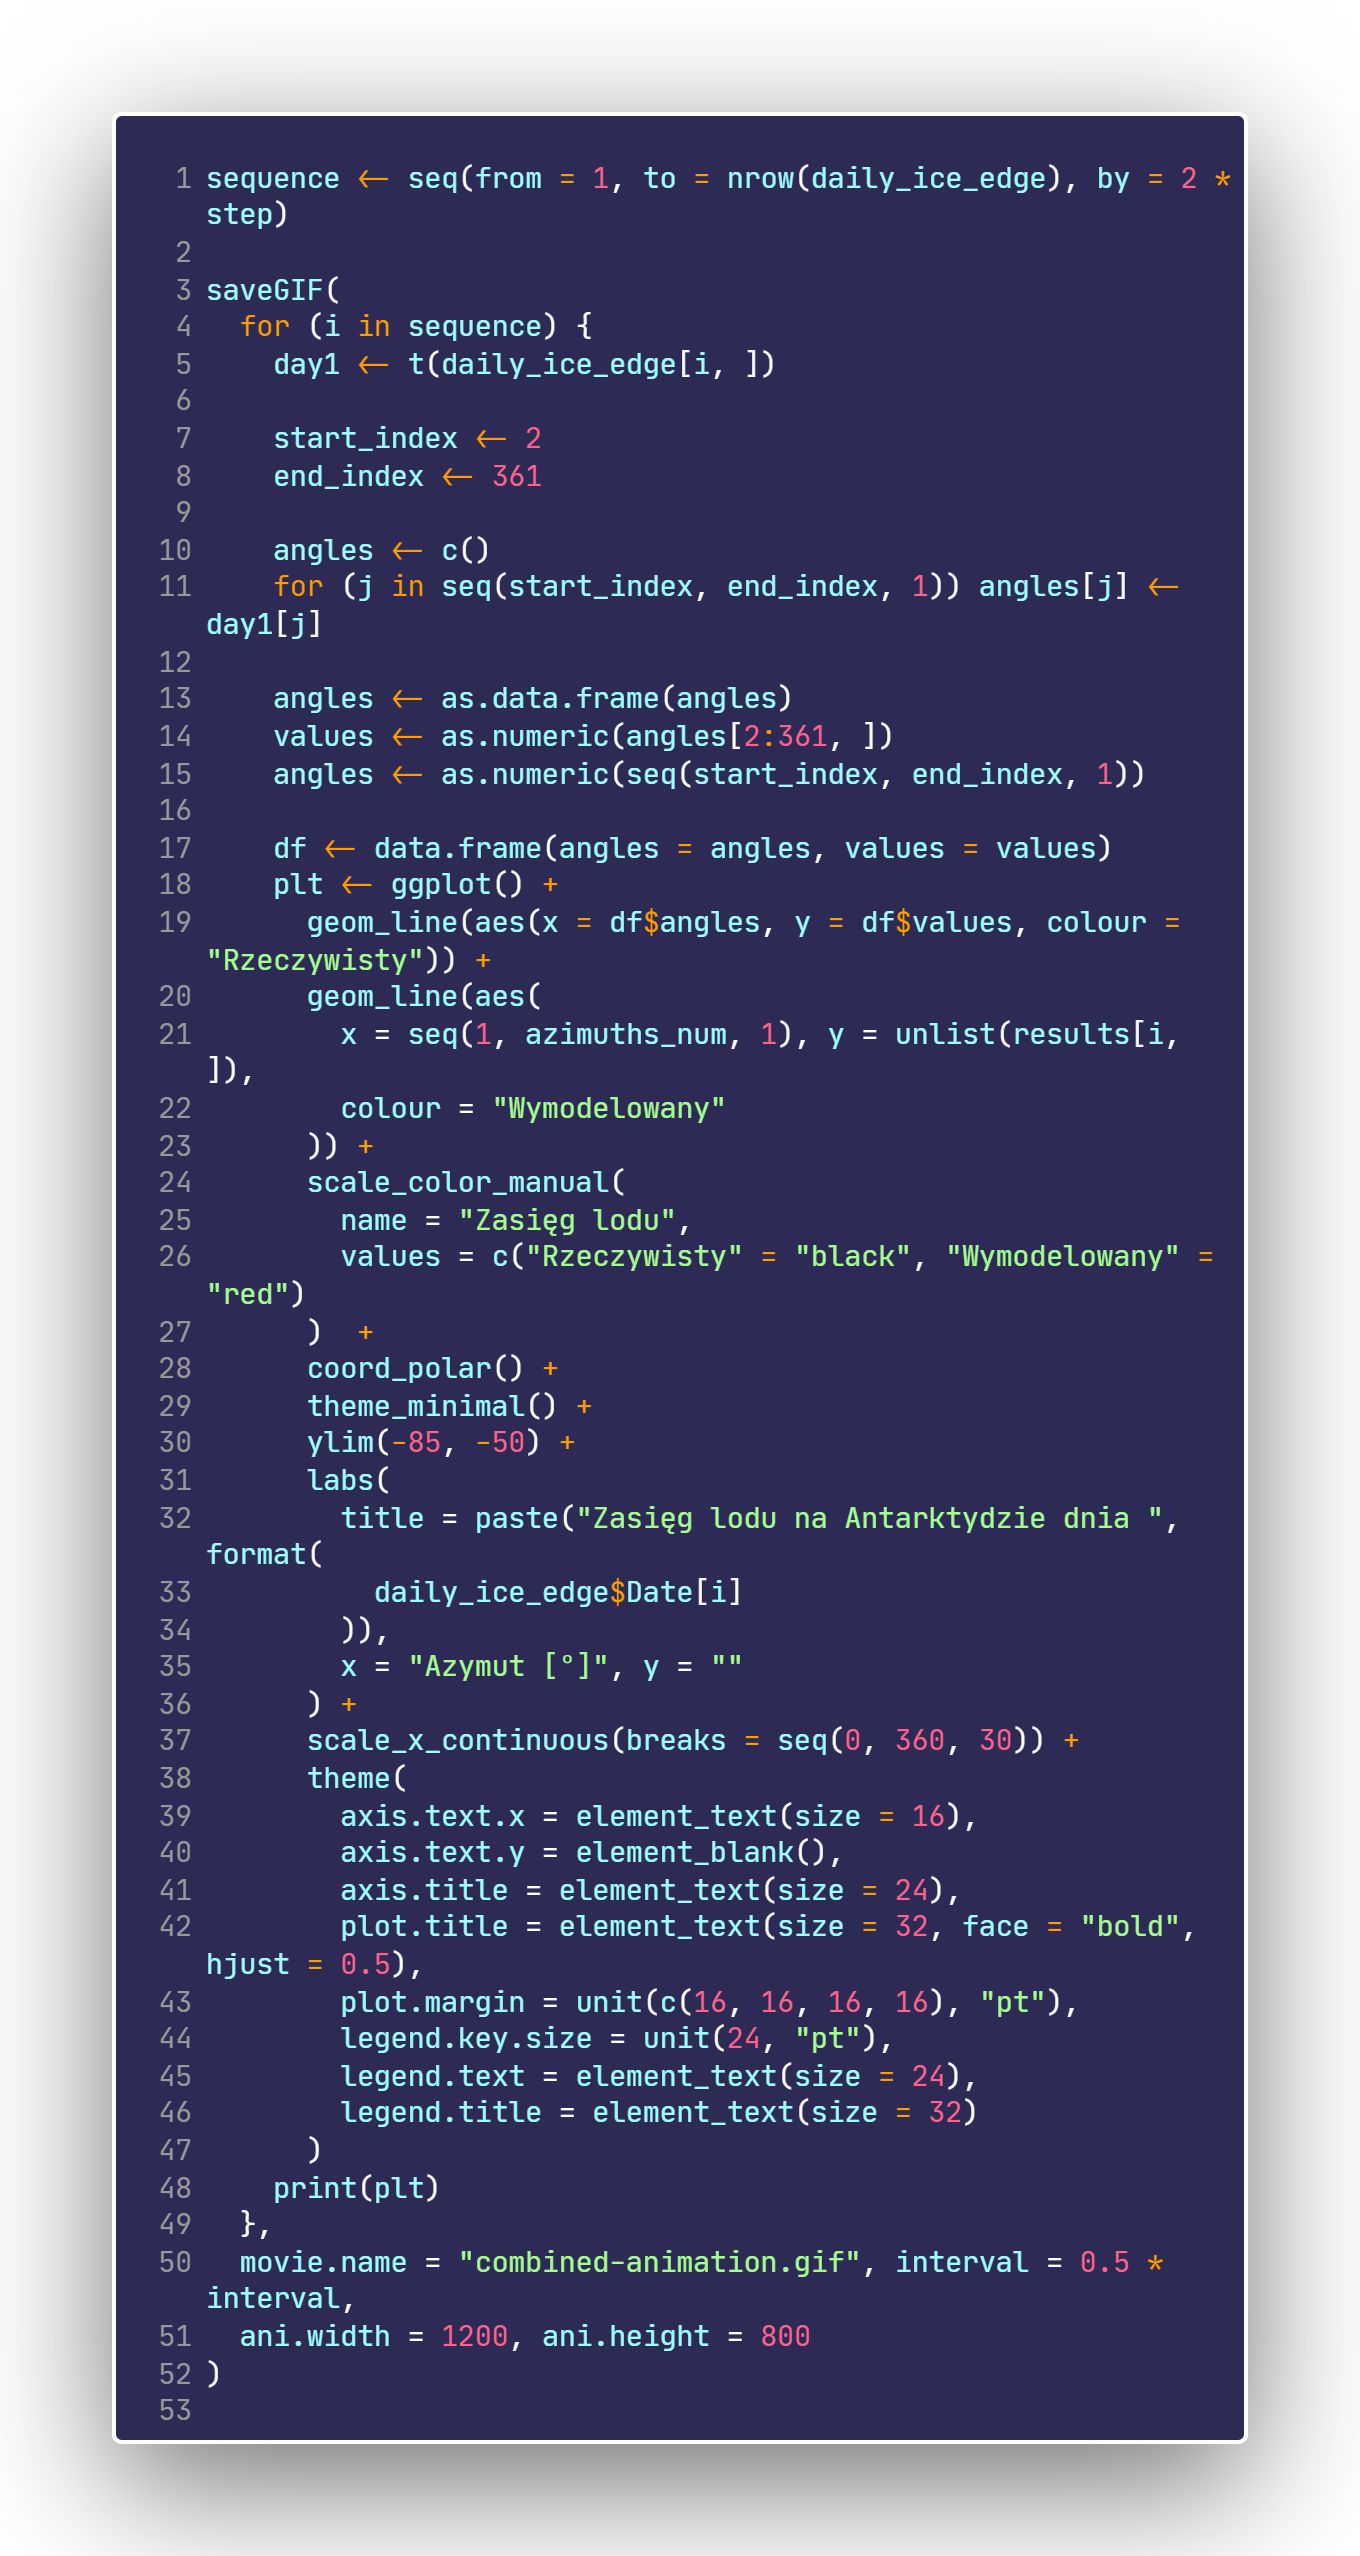 1 sequence <- seq(from = 1, to = nrow(daily_ice_edge), by = 2 *
step)
2
3 saveGIF(
4   for (i in sequence) {
5     day1 <- t(daily_ice_edge[i, ])
6
7     start_index <- 2
8     end_index <- 361
9
10     angles <- c()
11     for (j in seq(start_index, end_index, 1)) angles[j] <-
day1[j]
12
13     angles <- as.data.frame(angles)
14     values <- as.numeric(angles[2:361, ])
15     angles <- as.numeric(seq(start_index, end_index, 1))
16
17     df <- data.frame(angles = angles, values = values)
18     plt <- ggplot() +
19       geom_line(aes(x = df$angles, y = df$values, colour =
"Rzeczywisty")) +
20       geom_line(aes(
21         x = seq(1, azimuths_num, 1), y = unlist(results[i,
]),
22         colour = "Wymodelowany"
23       )) +
24       scale_color_manual(
25         name = "Zasięg lodu",
26         values = c("Rzeczywisty" = "black", "Wymodelowany" =
"red")
27       )  +
28       coord_polar() +
29       theme_minimal() +
30       ylim(-85, -50) +
31       labs(
32         title = paste("Zasięg lodu na Antarktydzie dnia ",
format(
33           daily_ice_edge$Date[i]
34         )),
35         x = "Azymut [°]", y = ""
36       ) +
37       scale_x_continuous(breaks = seq(0, 360, 30)) +
38       theme(
39         axis.text.x = element_text(size = 16),
40         axis.text.y = element_blank(),
41         axis.title = element_text(size = 24),
42         plot.title = element_text(size = 32, face = "bold",
hjust = 0.5),
43         plot.margin = unit(c(16, 16, 16, 16), "pt"),
44         legend.key.size = unit(24, "pt"),
45         legend.text = element_text(size = 24),
46         legend.title = element_text(size = 32)
47       )
48     print(plt)
49   },
50   movie.name = "combined-animation.gif", interval = 0.5 *
interval,
51   ani.width = 1200, ani.height = 800
52 )
53